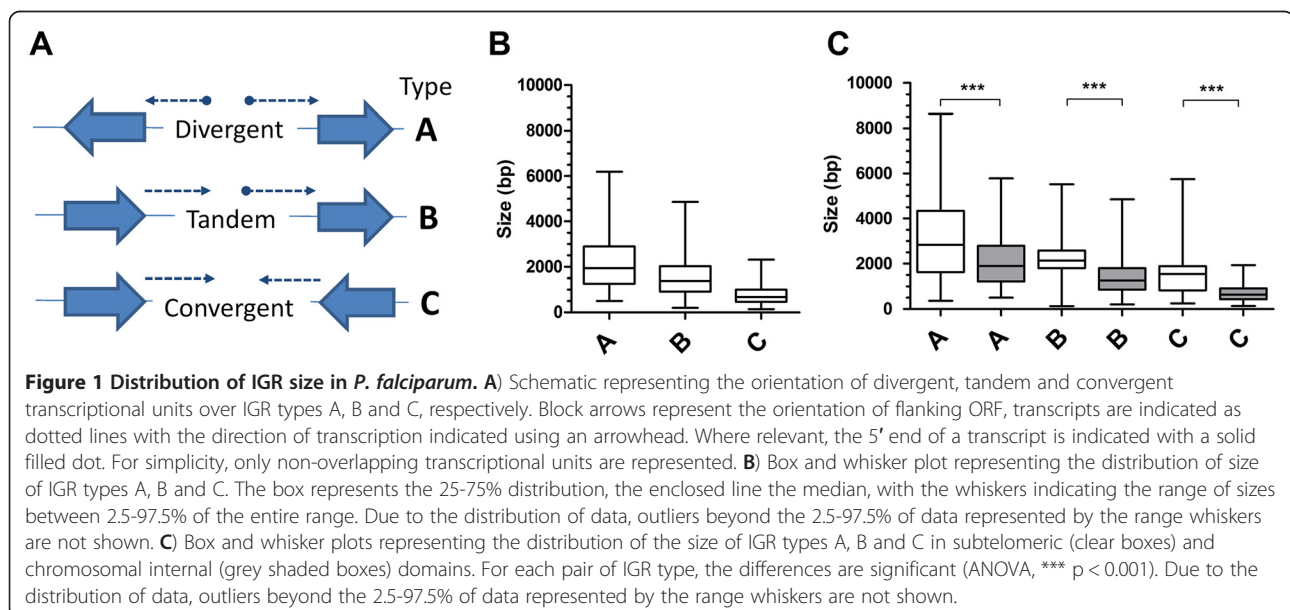 A
Type
Divergent
A
Tandem
B
Convergent
C
B
Size (bp)
10000
8000
6000
4000
2000
0
A
B
C
C
Size (bp)
10000
8000
6000
4000
2000
0
***
***
***
A
A
B
B
C
C
Figure 1 Distribution of IGR size in P. falciparum. A) Schematic representing the orientation of divergent, tandem and convergent
transcriptional units over IGR types A, B and C, respectively. Block arrows represent the orientation of flanking ORF, transcripts are indicated as
dotted lines with the direction of transcription indicated using an arrowhead. Where relevant, the 5′ end of a transcript is indicated with a solid
filled dot. For simplicity, only non-overlapping transcriptional units are represented. B) Box and whisker plot representing the distribution of size
of IGR types A, B and C. The box represents the 25-75% distribution, the enclosed line the median, with the whiskers indicating the range of sizes
between 2.5-97.5% of the entire range. Due to the distribution of data, outliers beyond the 2.5-97.5% of data represented by the range whiskers
are not shown. C) Box and whisker plots representing the distribution of the size of IGR types A, B and C in subtelomeric (clear boxes) and
chromosomal internal (grey shaded boxes) domains. For each pair of IGR type, the differences are significant (ANOVA, *** p < 0.001). Due to the
distribution of data, outliers beyond the 2.5-97.5% of data represented by the range whiskers are not shown.